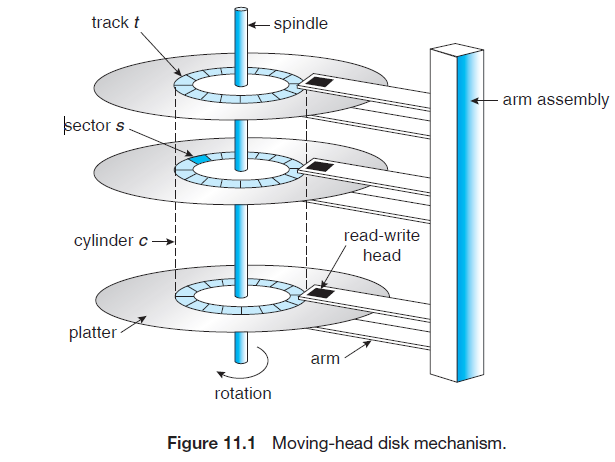 track t
spindle
arm assembly
sector s
cylinder c
read-write
head
platter
arm
rotation
Figure 11.1 Moving-head disk mechanism.